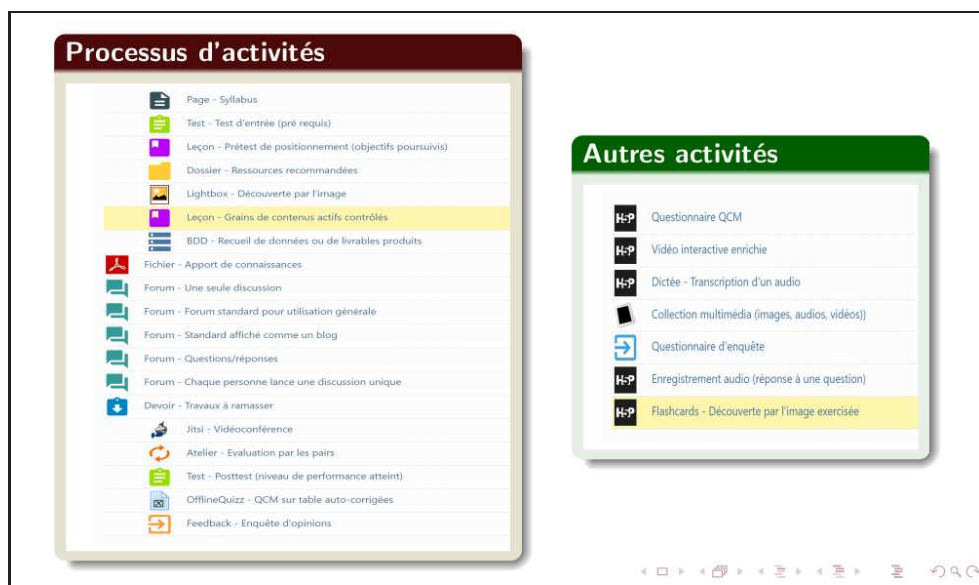 Processus d'activités
Page - Syllabus
Test - Test d'entrée (pré requis)
Leçon - Prétest de positionnement (objectifs poursuivis)
Dossier - Ressources recommandées
Lightbox - Découverte par l'image
Leçon - Grains de contenus actifs contrôlés
BDD - Recueil de données ou de livrables produits
Fichier - Apport de connaissances
Forum - Une seule discussion
Forum - Forum standard pour utilisation générale
Forum - Standard affiché comme un blog
Forum - Questions/réponses
Forum - Chaque personne lance une discussion unique
Devoir - Travaux à ramasser
Jitsi - Vidéoconférence
Atelier - Evaluation par les pairs
Test - Posttest (niveau de performance atteint)
OfflineQuizz - QCM sur table auto-corrigées
Feedback - Enquête d'opinions
Autres activités
H5P Questionnaire QCM
H5P Vidéo interactive enrichie
H5P Dictée - Transcription d'un audio
Collection multimédia (images, audios, vidéos))
Questionnaire d'enquête
H5P Enregistrement audio (réponse à une question)
H5P Flashcards - Découverte par l'image exercisée